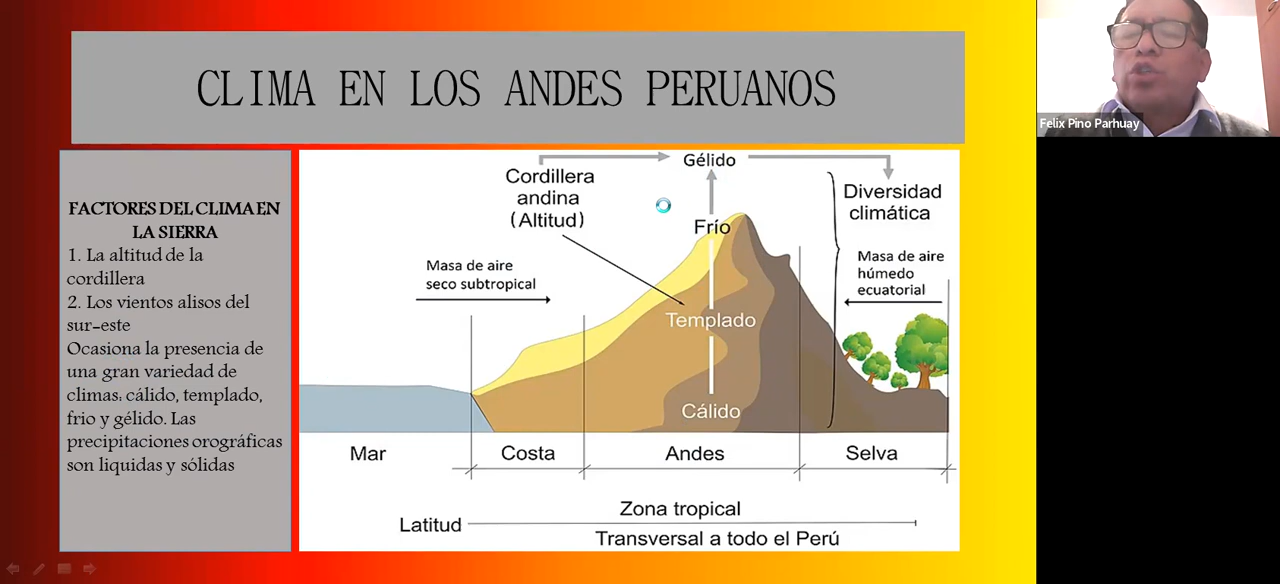 CLIMA EN LOS ANDES PERUANOS
Felix Pino Parhuay
FACTORES DEL CLIMA EN
LA SIERRA
1. La altitud de la
cordillera
2. Los vientos alisos del
sur-este
Ocasiona la presencia de
una gran variedad de
climas: cálido, templado,
frio y gélido. Las
precipitaciones orográficas
son liquidas y sólidas
Gélido
Cordillera
andina
(Altitud)
Diversidad
climática
Frío
Masa de aire
seco subtropical
Masa de aire
húmedo
ecuatorial
Templado
Cálido
Mar
Costa
Andes
Selva
Zona tropical
Latitud
Transversal a todo el Perú